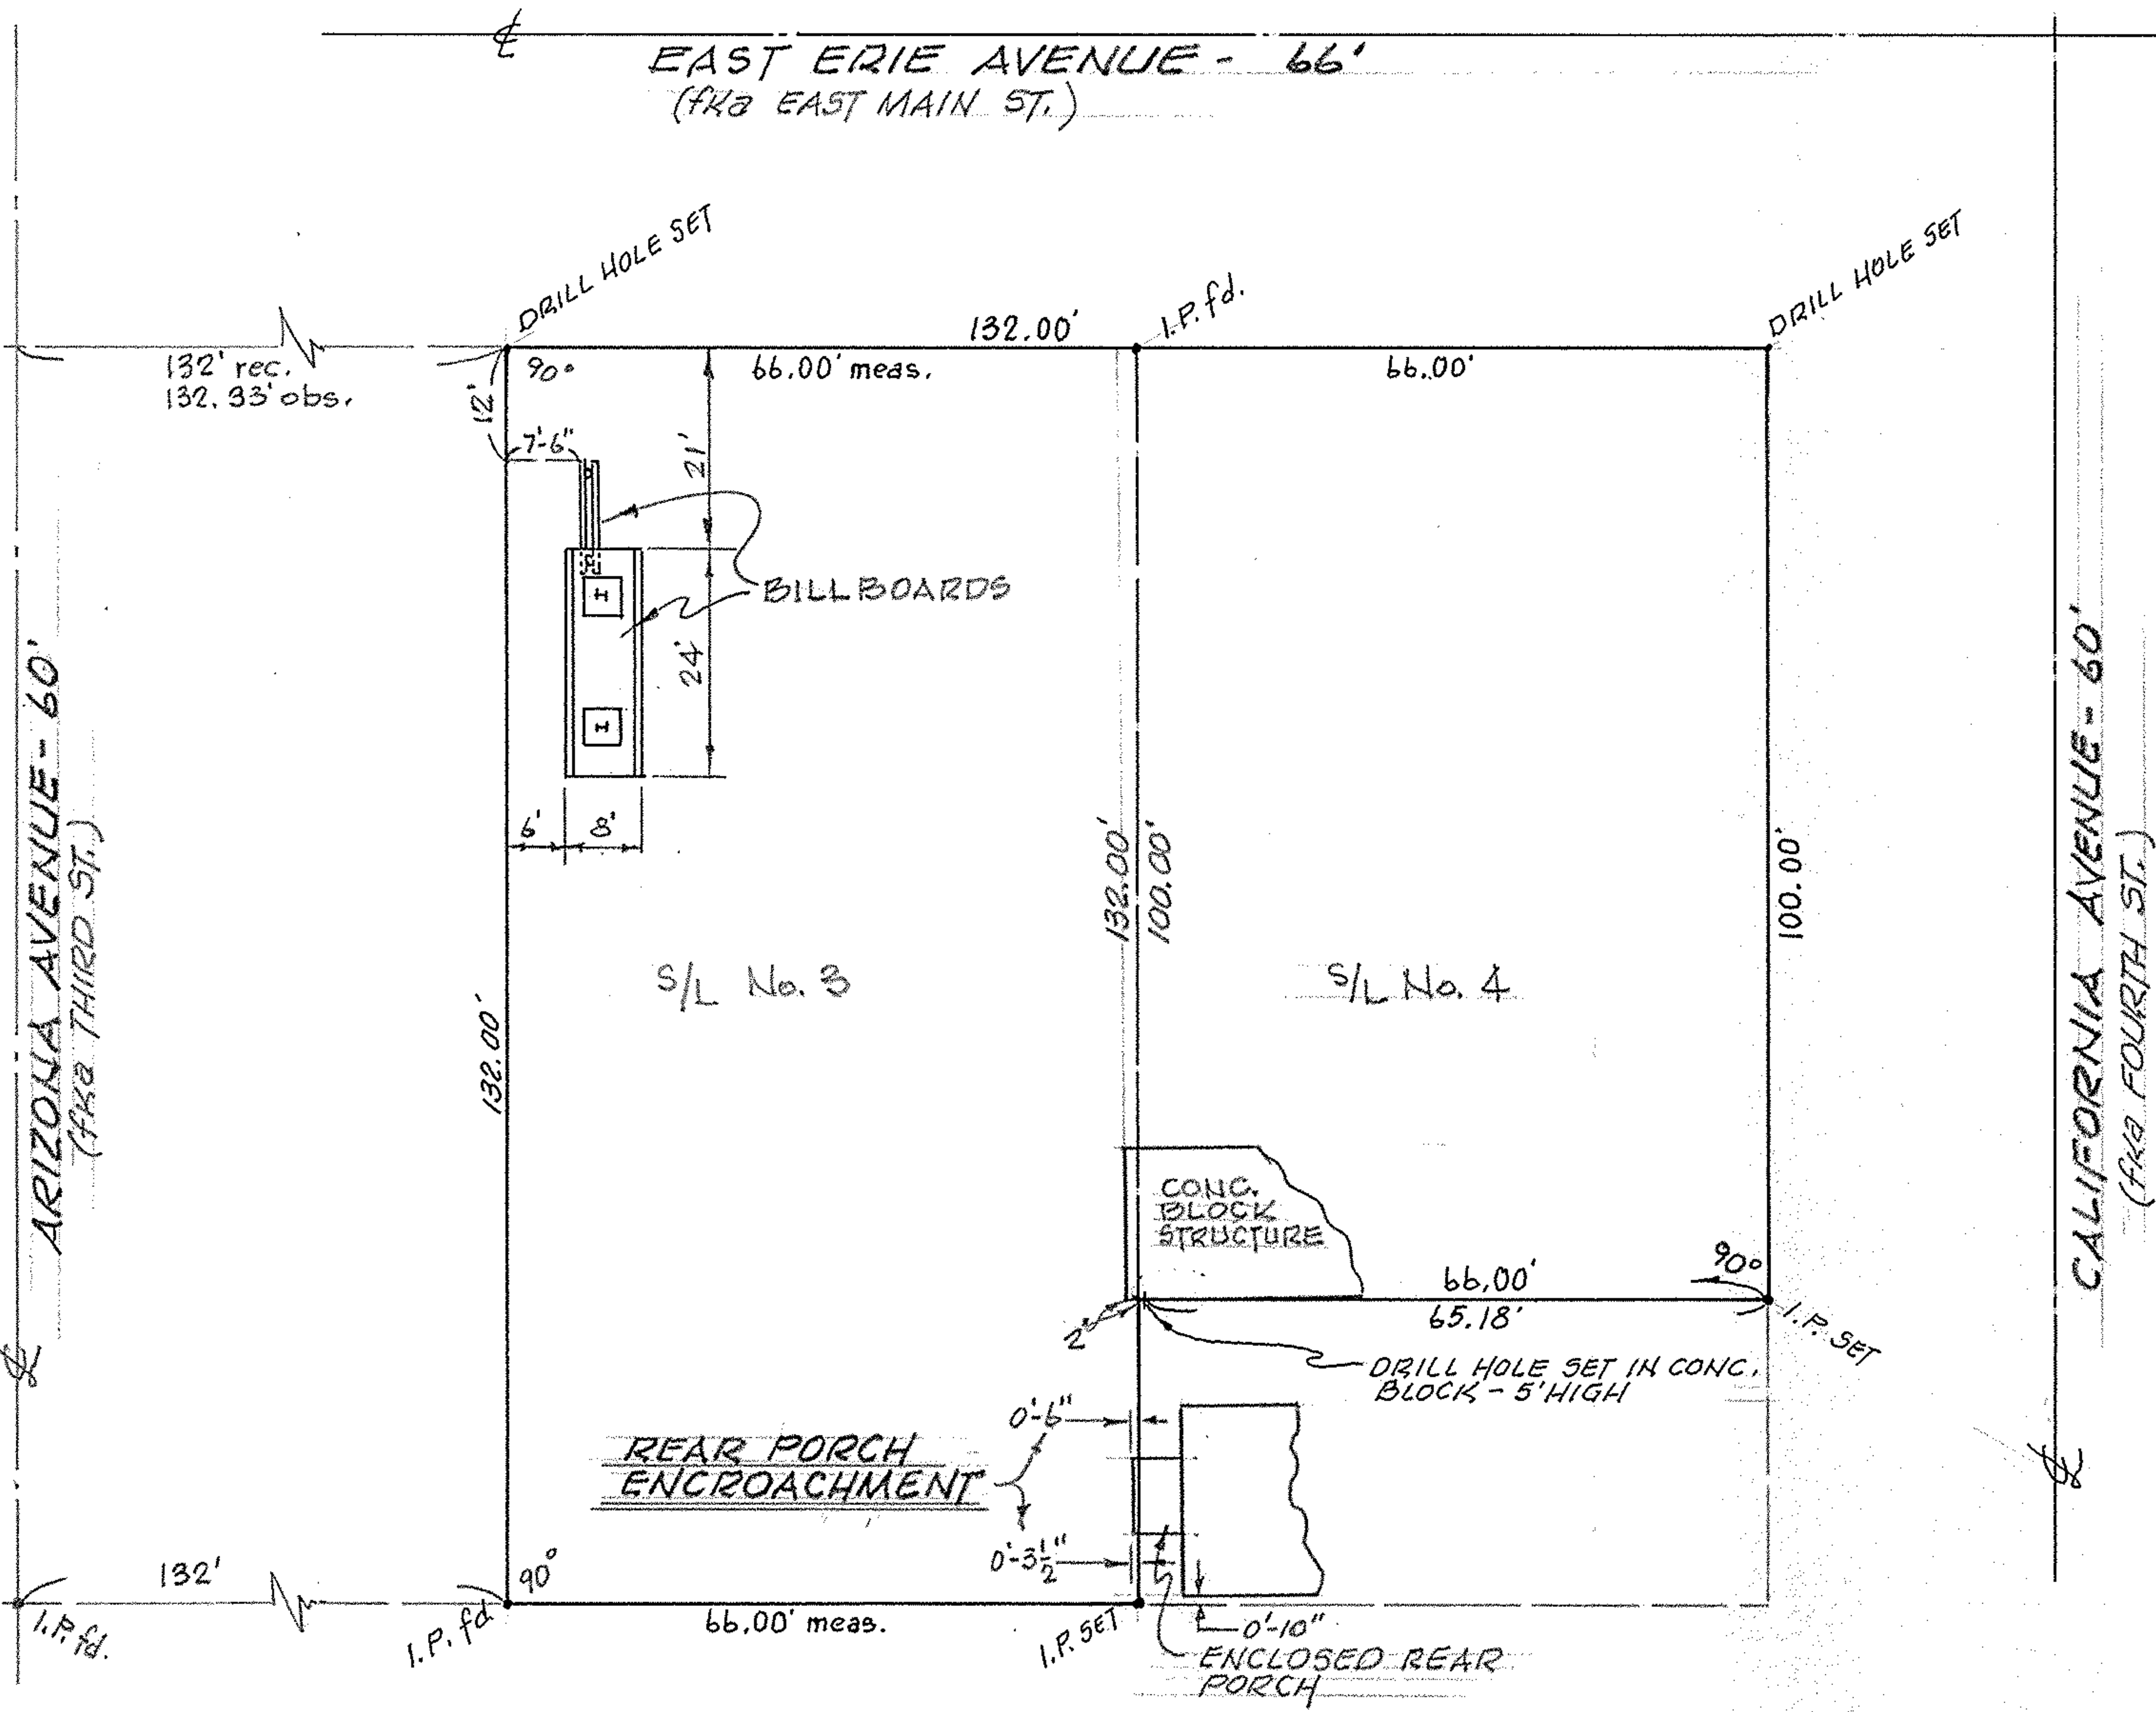 ℄
EAST ERIE AVENUE - 66'
(fka EAST MAIN ST.)
DRILL HOLE SET
I.P. fd.
DRILL HOLE SET
132.00'
132' rec.
132.33' obs.
90°
66.00' meas.
66.00'
12'
7'-6"
21'
BILLBOARDS
H
H
H
24'
6'
8'
ARIZONA AVENUE - 60'
(fka THIRD ST.)
℄
132.00'
S/L No. 3
132.00'
100.00'
S/L No. 4
100.00'
CALIFORNIA AVENUE - 60'
(fka FOURTH ST.)
℄
CONC.
BLOCK
STRUCTURE
90°
66.00'
65.18'
2"
I.P. SET
DRILL HOLE SET IN CONC.
BLOCK - 5' HIGH
0'-6"
REAR PORCH
ENCROACHMENT
0'-3½"
132'
90°
I.P. fd.
I.P. fd.
66.00' meas.
I.P. SET
0'-10"
ENCLOSED REAR
PORCH